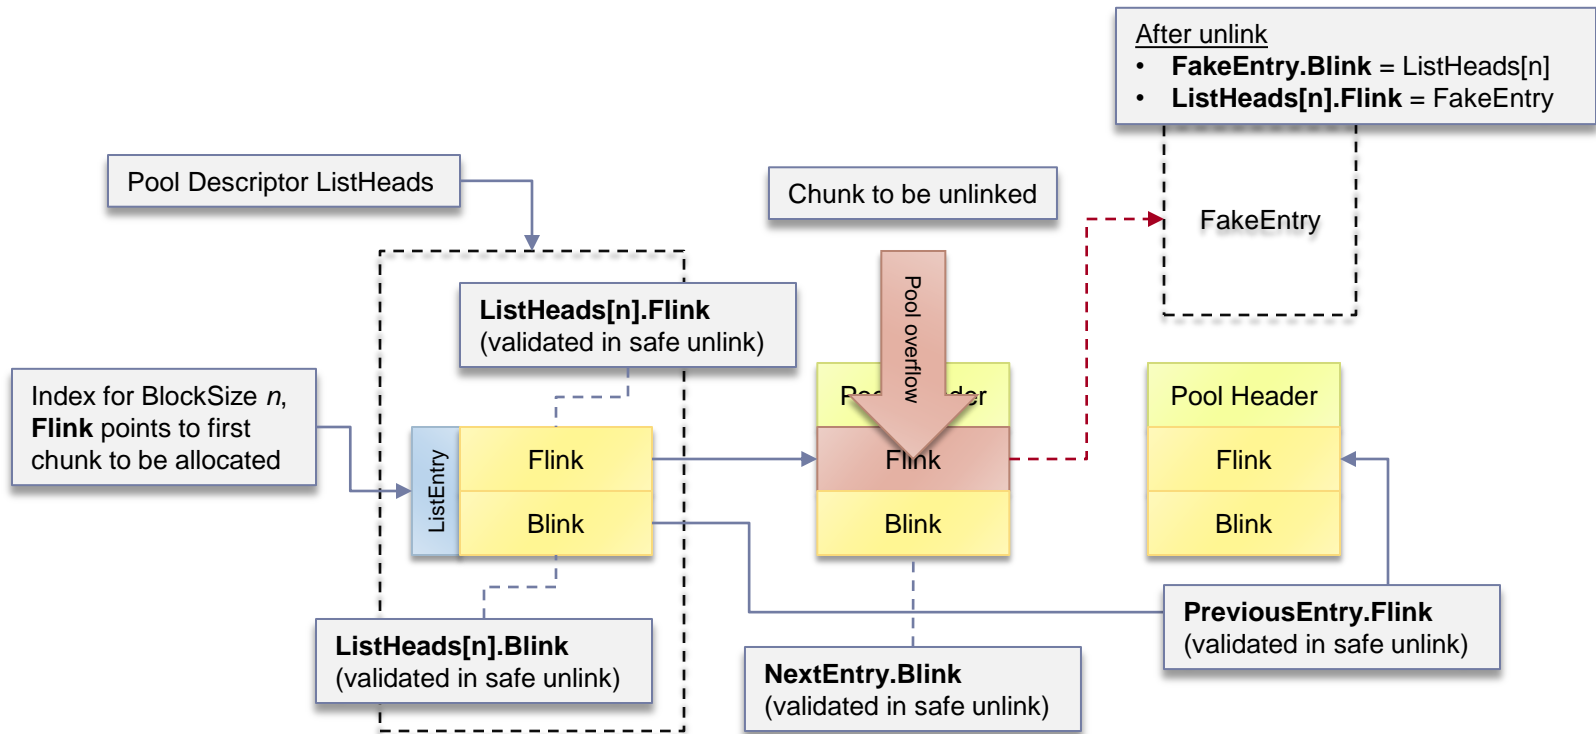 After unlink
• FakeEntry.Blink = ListHeads[n]
• ListHeads[n].Flink = FakeEntry
Pool Descriptor ListHeads
Chunk to be unlinked
FakeEntry
ListHeads[n].Flink
(validated in safe unlink)
Pool overflow
Index for BlockSize n,
Flink points to first
chunk to be allocated
Pool Header
ListEntry
Flink
Blink
Flink
Blink
Pool Header
Flink
Blink
ListHeads[n].Blink
(validated in safe unlink)
NextEntry.Blink
(validated in safe unlink)
PreviousEntry.Flink
(validated in safe unlink)